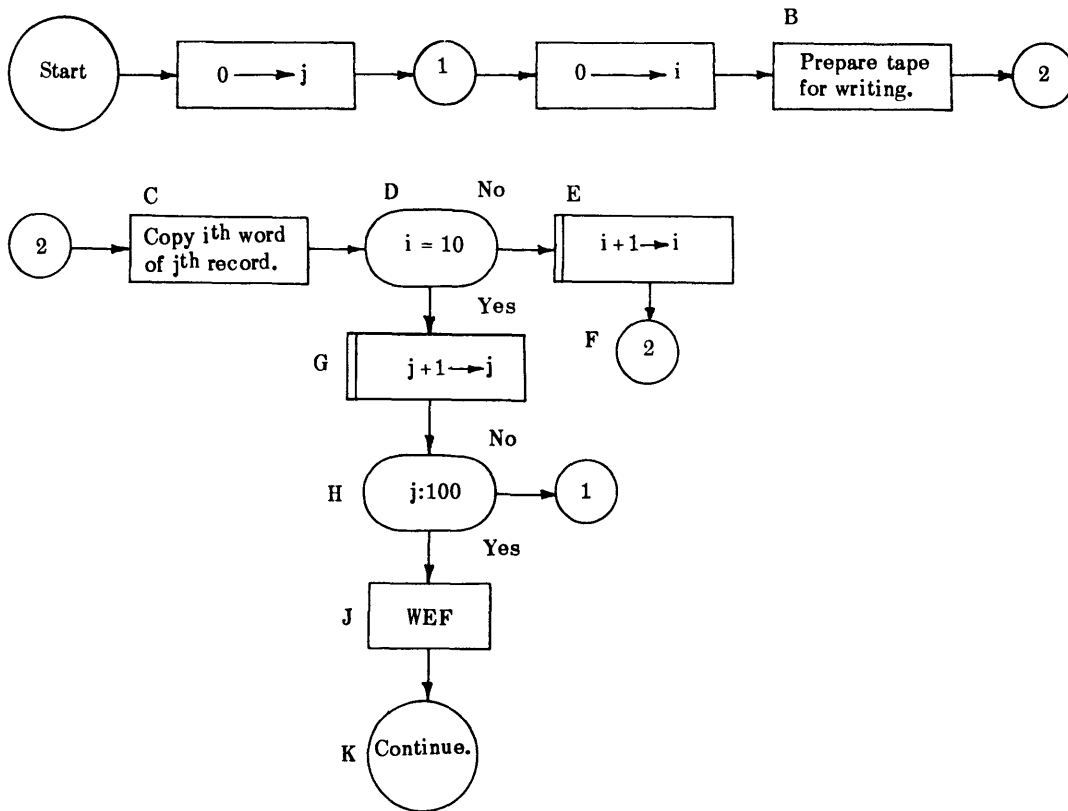 B
Start
0 → j
1
0 → i
Prepare tape
for writing.
2
C
D
No
E
2
Copy iᵗʰ word
of jᵗʰ record.
i = 10
i + 1 → i
Yes
F
2
G
j + 1 → j
No
H
j:100
1
Yes
J
WEF
K
Continue.